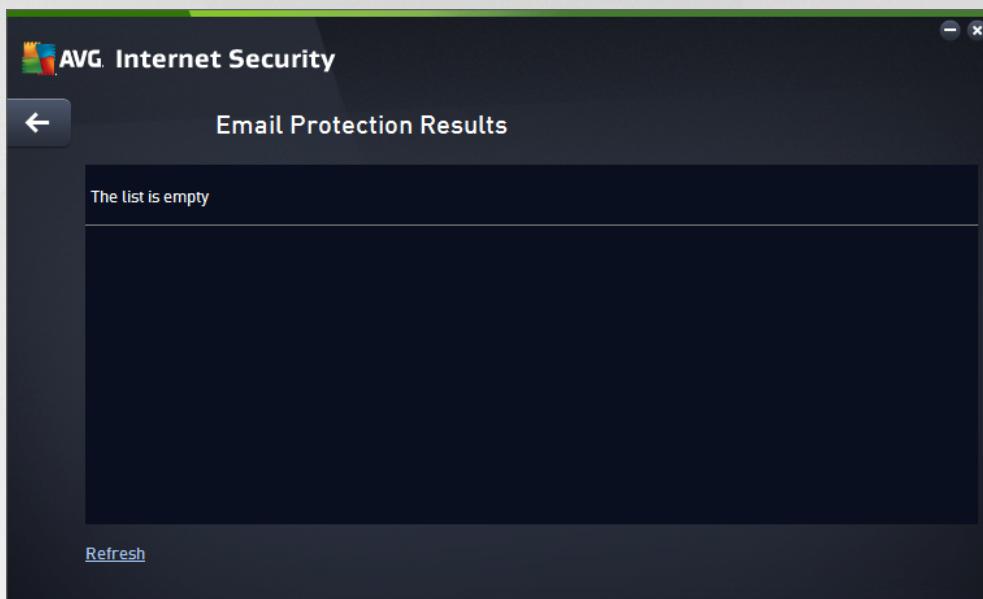 AVG. Internet Security
Email Protection Results
The list is empty
Refresh